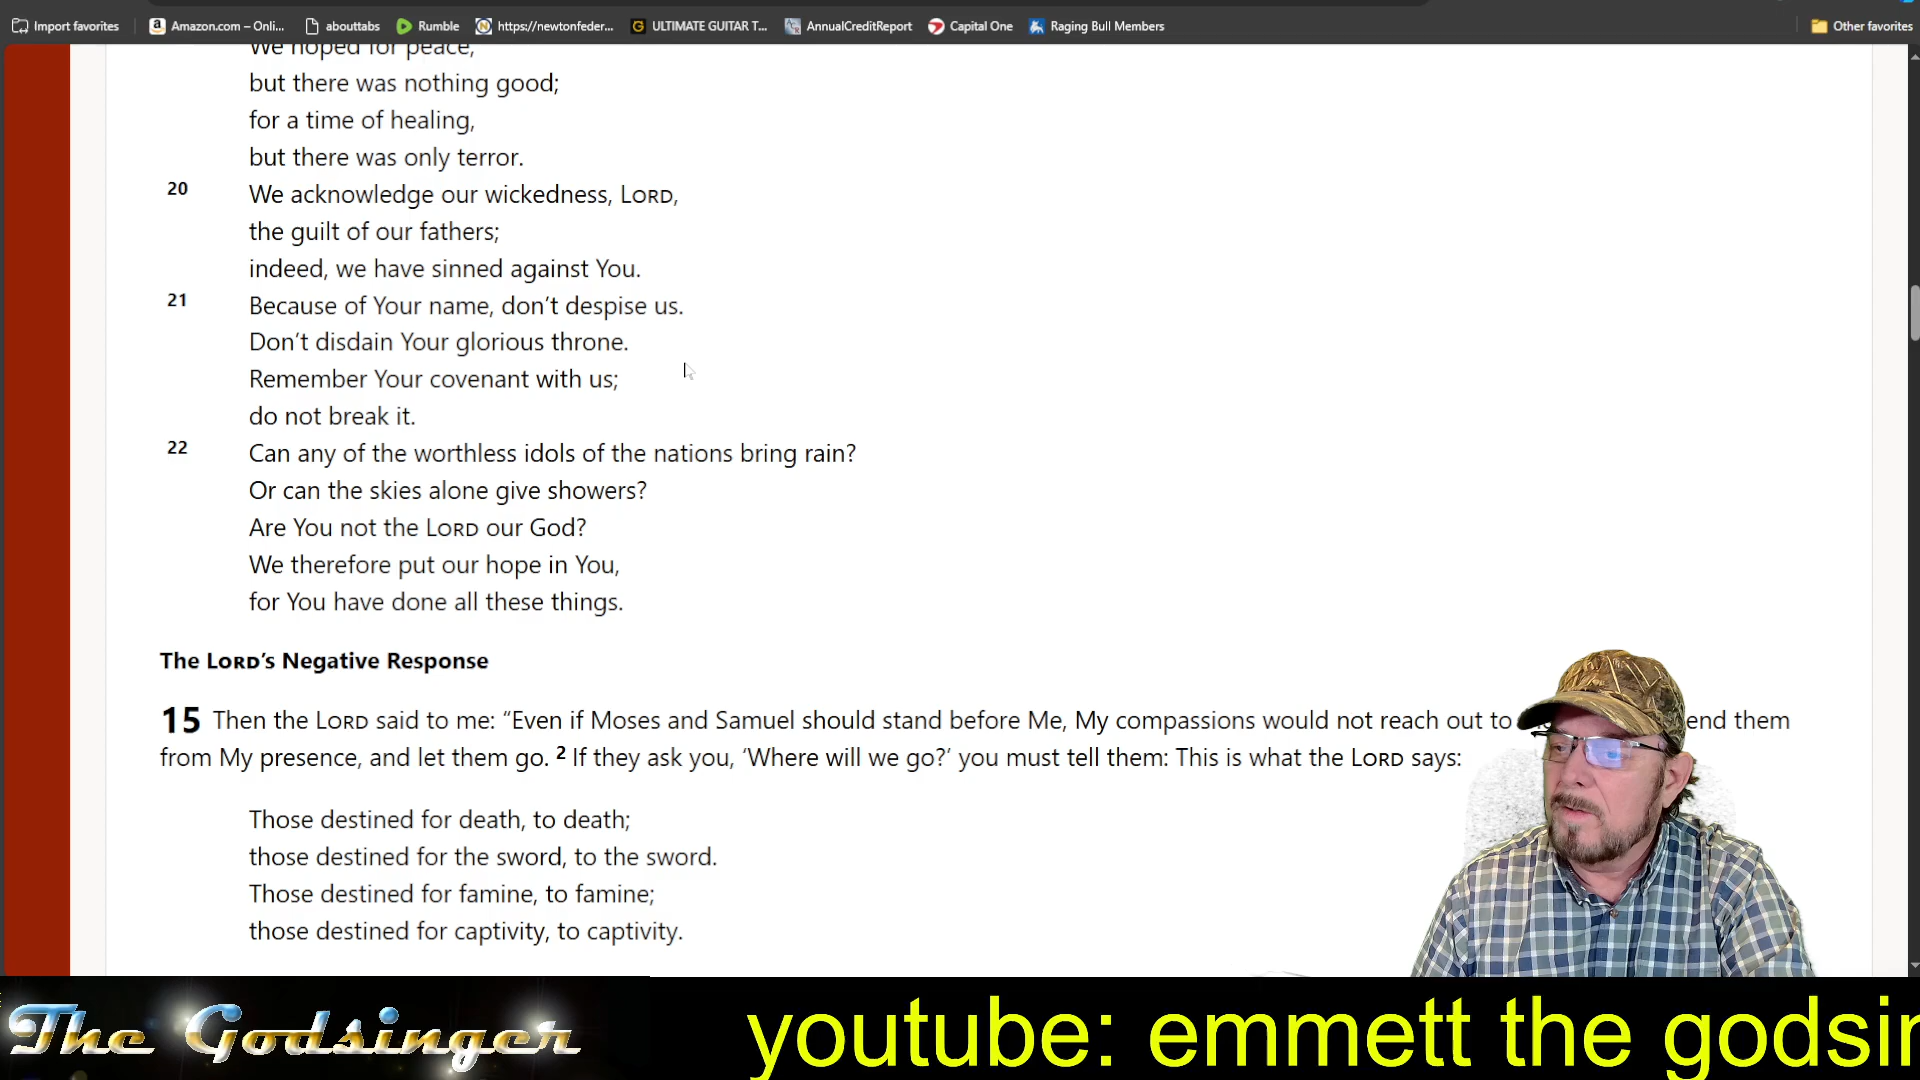 Import favorites
Amazon.com – Onli...
abouttabs
Rumble
https://newtonfeder...
ULTIMATE GUITAR T...
AnnualCreditReport
Capital One
Raging Bull Members
Other favorites
We hoped for peace,
but there was nothing good;
for a time of healing,
but there was only terror.
20 We acknowledge our wickedness, LORD,
the guilt of our fathers;
indeed, we have sinned against You.
21 Because of Your name, don’t despise us.
Don’t disdain Your glorious throne.
Remember Your covenant with us;
do not break it.
22 Can any of the worthless idols of the nations bring rain?
Or can the skies alone give showers?
Are You not the LORD our God?
We therefore put our hope in You,
for You have done all these things.
The LORD’s Negative Response
15 Then the LORD said to me: “Even if Moses and Samuel should stand before Me, My compassions would not reach out to end them
from My presence, and let them go. 2 If they ask you, ‘Where will we go?’ you must tell them: This is what the LORD says:
Those destined for death, to death;
those destined for the sword, to the sword.
Those destined for famine, to famine;
those destined for captivity, to captivity.
The Godsinger
youtube: emmett the godsin